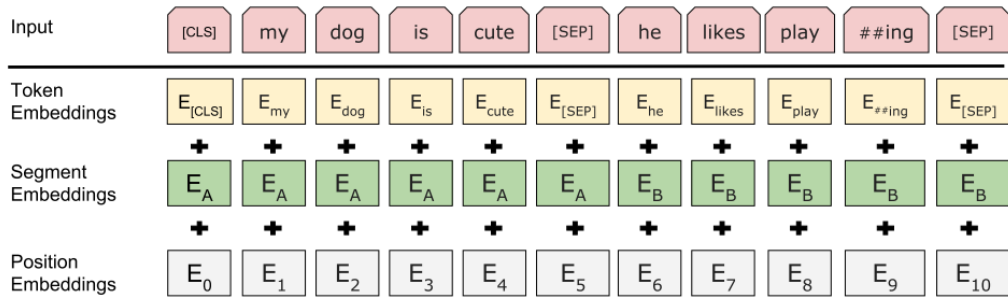 Input [CLS] my dog is cute [SEP] he likes play ##ing [SEP]
Token Embeddings E[CLS] Emy Edog Eis Ecute E[SEP] Ehe Elikes Eplay E##ing E[SEP]
+ + + + + + + + + + +
Segment Embeddings EA EA EA EA EA EA EB EB EB EB EB
+ + + + + + + + + + +
Position Embeddings E0 E1 E2 E3 E4 E5 E6 E7 E8 E9 E10